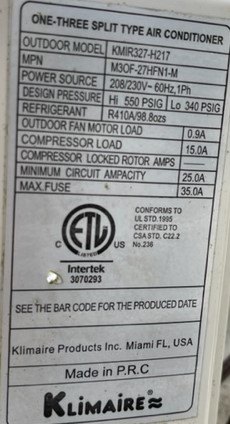 ONE-THREE SPLIT TYPE AIR CONDITIONER
OUTDOOR MODEL KMIR327-H217
MPN M3OF-27HFN1-M
POWER SOURCE 208/230V~ 60Hz,1Ph
DESIGN PRESSURE Hi 550 PSIG Lo 340 PSIG
REFRIGERANT R410A/98.8ozs
OUTDOOR FAN MOTOR LOAD 0.9A
COMPRESSOR LOAD 15.0A
COMPRESSOR LOCKED ROTOR AMPS ——
MINIMUM CIRCUIT AMPACITY 25.0A
MAX.FUSE 35.0A
CONFORMS TO
UL STD.1995
CERTIFIED TO
CSA STD. C22.2
No.236
ETL
C US
Intertek
3070293
SEE THE BAR CODE FOR THE PRODUCED DATE
Klimaire Products Inc. Miami FL, USA
Made in P.R.C
KLIMAIRE